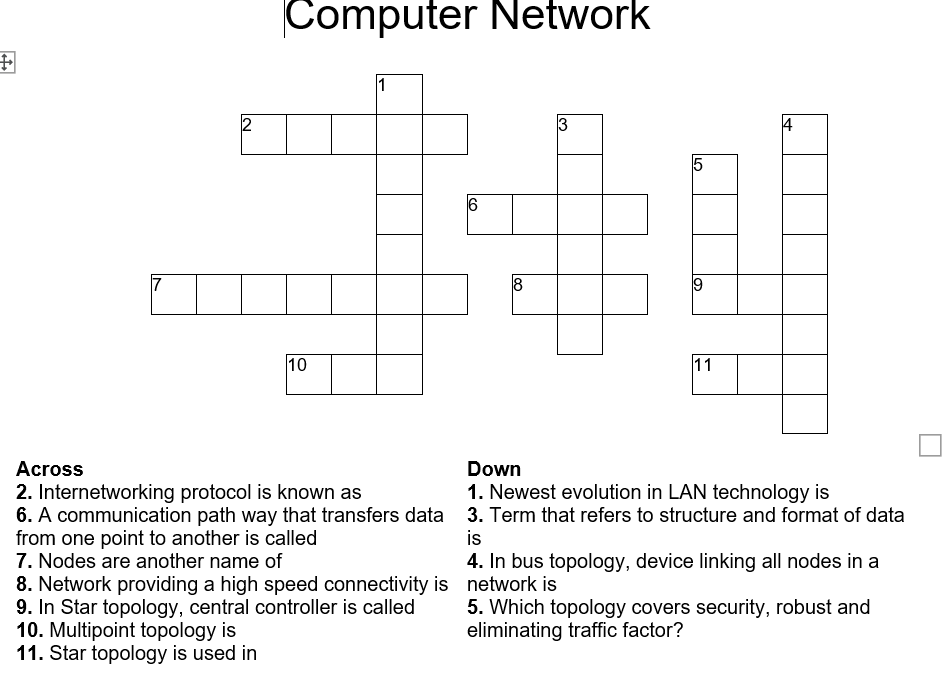 Computer Network
1
2
3
4
5
6
7
8
9
10
11
Across
2. Internetworking protocol is known as
6. A communication path way that transfers data
from one point to another is called
7. Nodes are another name of
8. Network providing a high speed connectivity is
9. In Star topology, central controller is called
10. Multipoint topology is
11. Star topology is used in
Down
1. Newest evolution in LAN technology is
3. Term that refers to structure and format of data
is
4. In bus topology, device linking all nodes in a
network is
5. Which topology covers security, robust and
eliminating traffic factor?